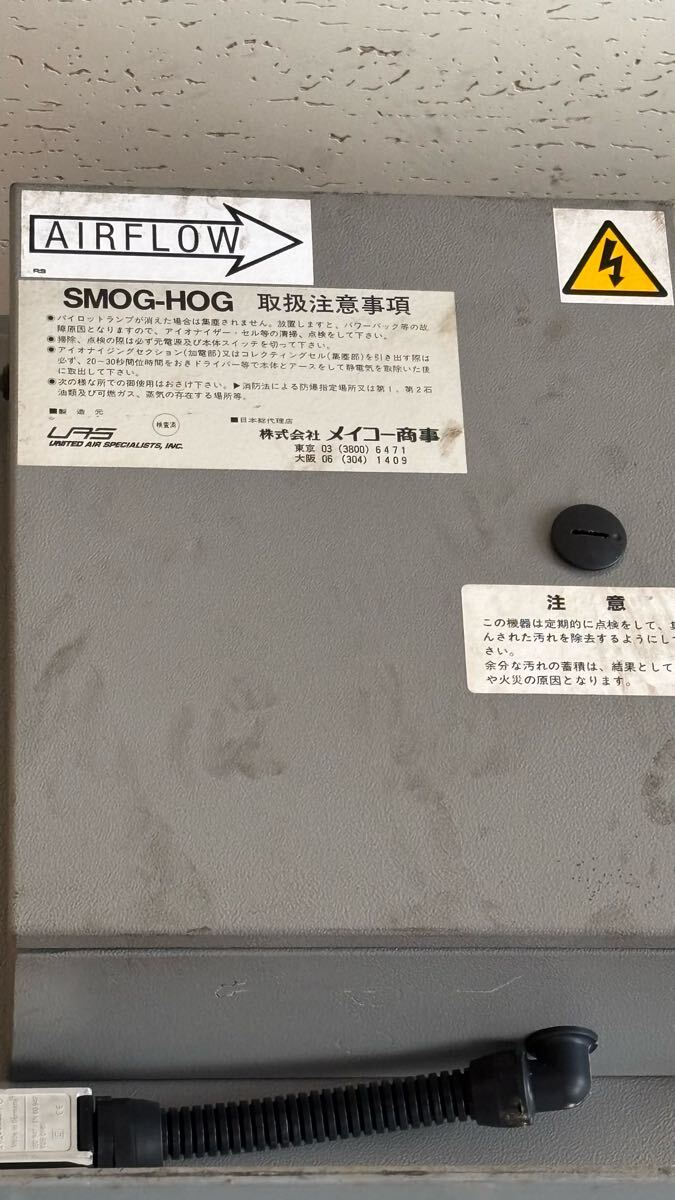 AIRFLOW
RS
SMOG-HOG 取扱注意事項
●パイロットランプが消えた場合は集塵されません。放置しますと、パワーパック等の故
障原因となりますので、アイオナイザー・セル等の清掃、点検をして下さい。
●掃除、点検の際は必ず元電源及び本体スイッチを切って下さい。
●アイオナイジングセクション(加電部)又はコレクティングセル(集塵部)を引き出す際は
必ず、20〜30秒間位時間をおきドライバー等で本体とアースをして静電気を取除いた後
に取出して下さい。
●次の様な所での御使用はおさけ下さい。▶消防法による防爆指定場所又は第1、第2石
油類及び可燃ガス、蒸気の存在する場所等。
■製造元
検査済
■日本総代理店
UAS
UNITED AIR SPECIALISTS, INC.
株式会社 メイコー商事
東京 03 (3800) 6471
大阪 06 (304) 1409
注意
この機器は定期的に点検をして、
んされた汚れを除去するようにし
さい。
余分な汚れの蓄積は、結果として
や火災の原因となります。